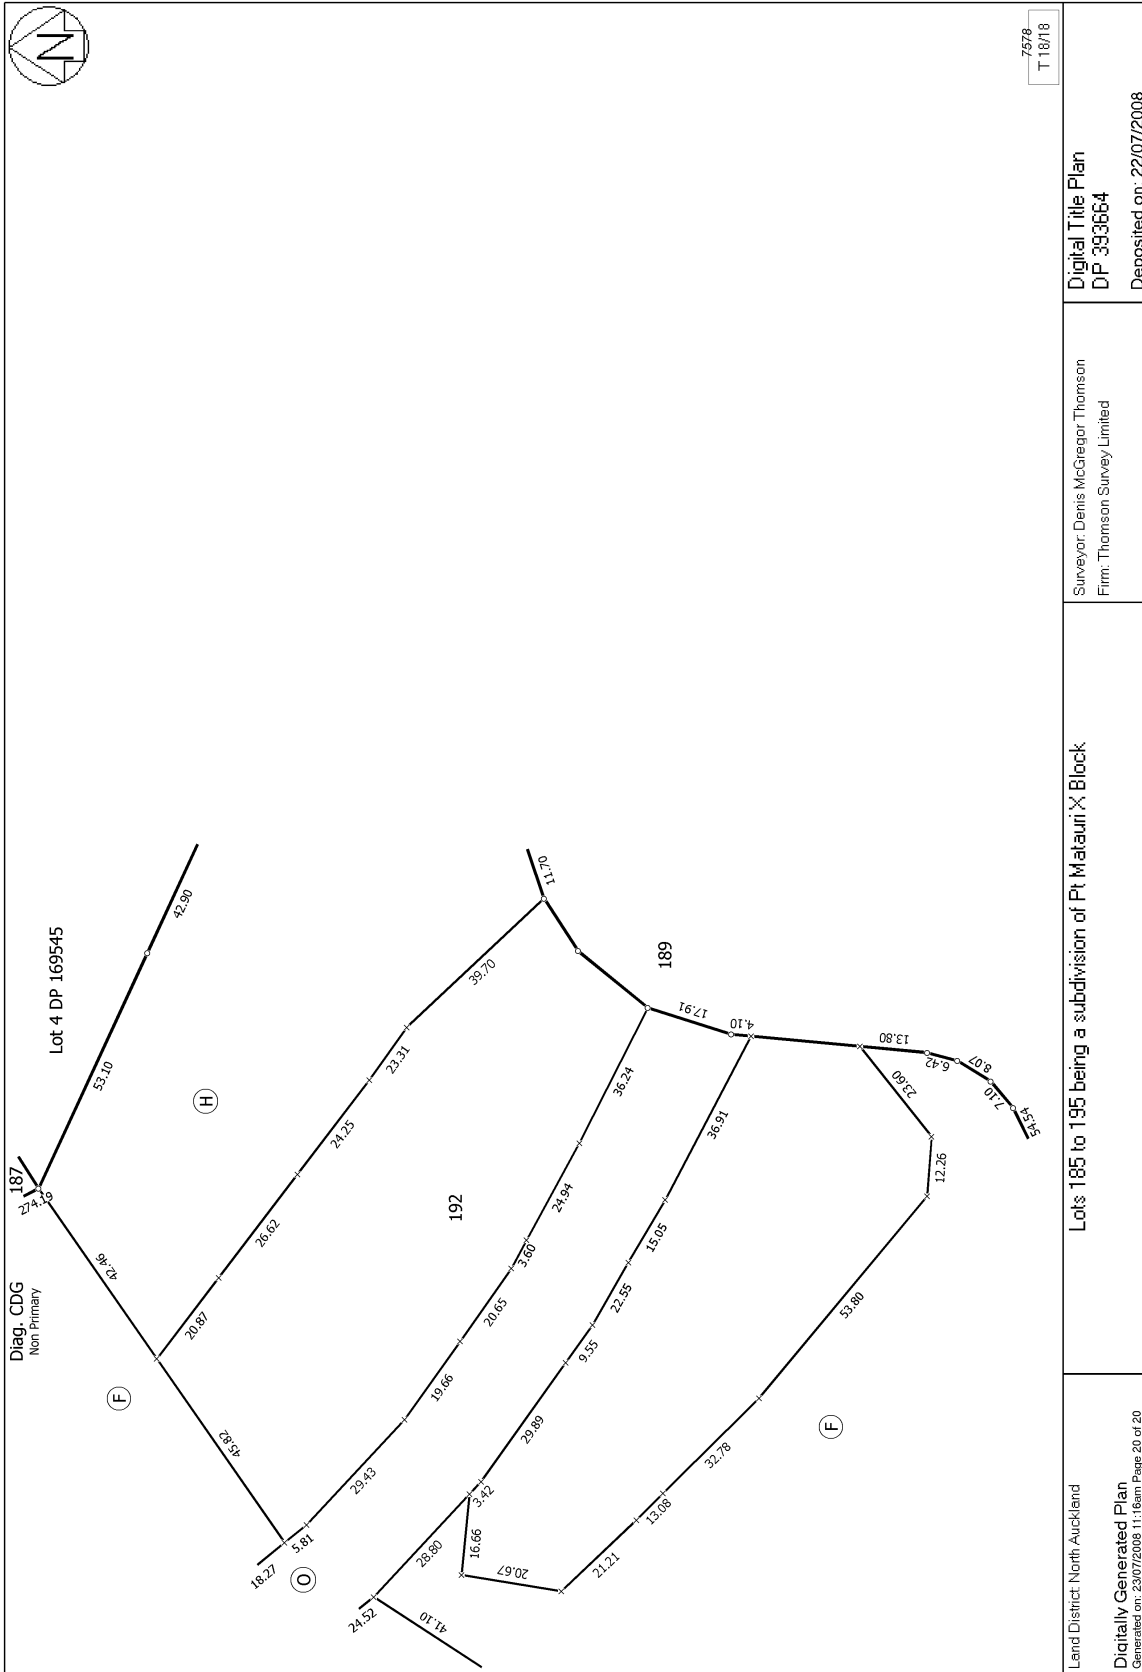 Diag. CDG
Non Primary
187
Lot 4 DP 169545
N
274.19
53.10
42.90
42.46
H
F
45.82
20.87
26.62
24.25
23.31
39.70
11.70
192
189
18.27
5.81
O
29.43
19.66
20.65
3.60
24.94
36.24
17.91
4.10
24.52
28.80
41.10
3.42
29.89
9.55
22.55
15.05
36.91
16.66
20.67
21.21
13.08
32.78
53.80
12.26
23.60
13.80
6.42
8.07
7.10
54.54
F
7578
T 18/18
Land District: North Auckland
Digitally Generated Plan
Generated on: 23/07/2008 11:16am Page 20 of 20
Lots 185 to 195 being a subdivision of Pt Matauri X Block
Surveyor: Denis McGregor Thomson
Firm: Thomson Survey Limited
Digital Title Plan
DP 393664
Deposited on: 22/07/2008